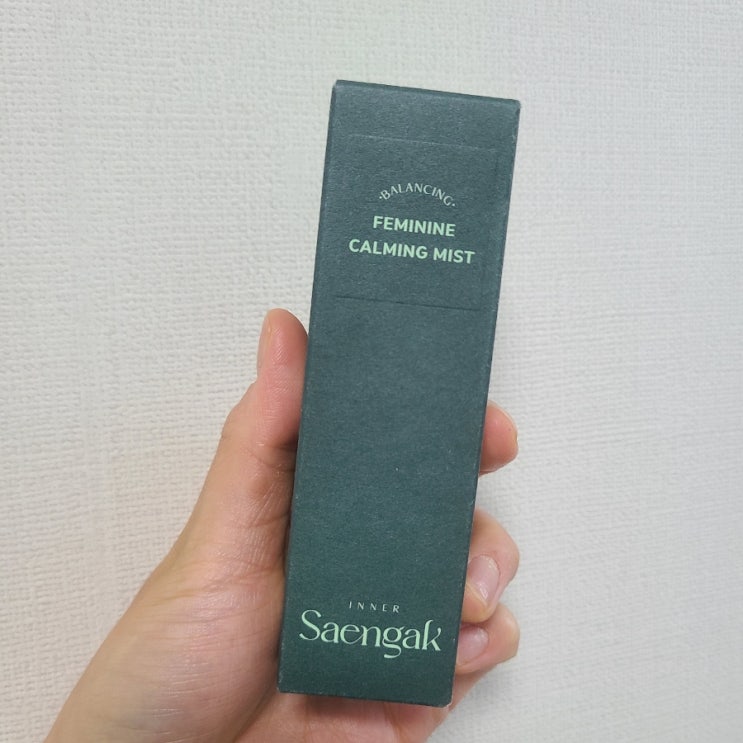 ·BALANCING·
FEMININE
CALMING MIST
INNER
Saengak